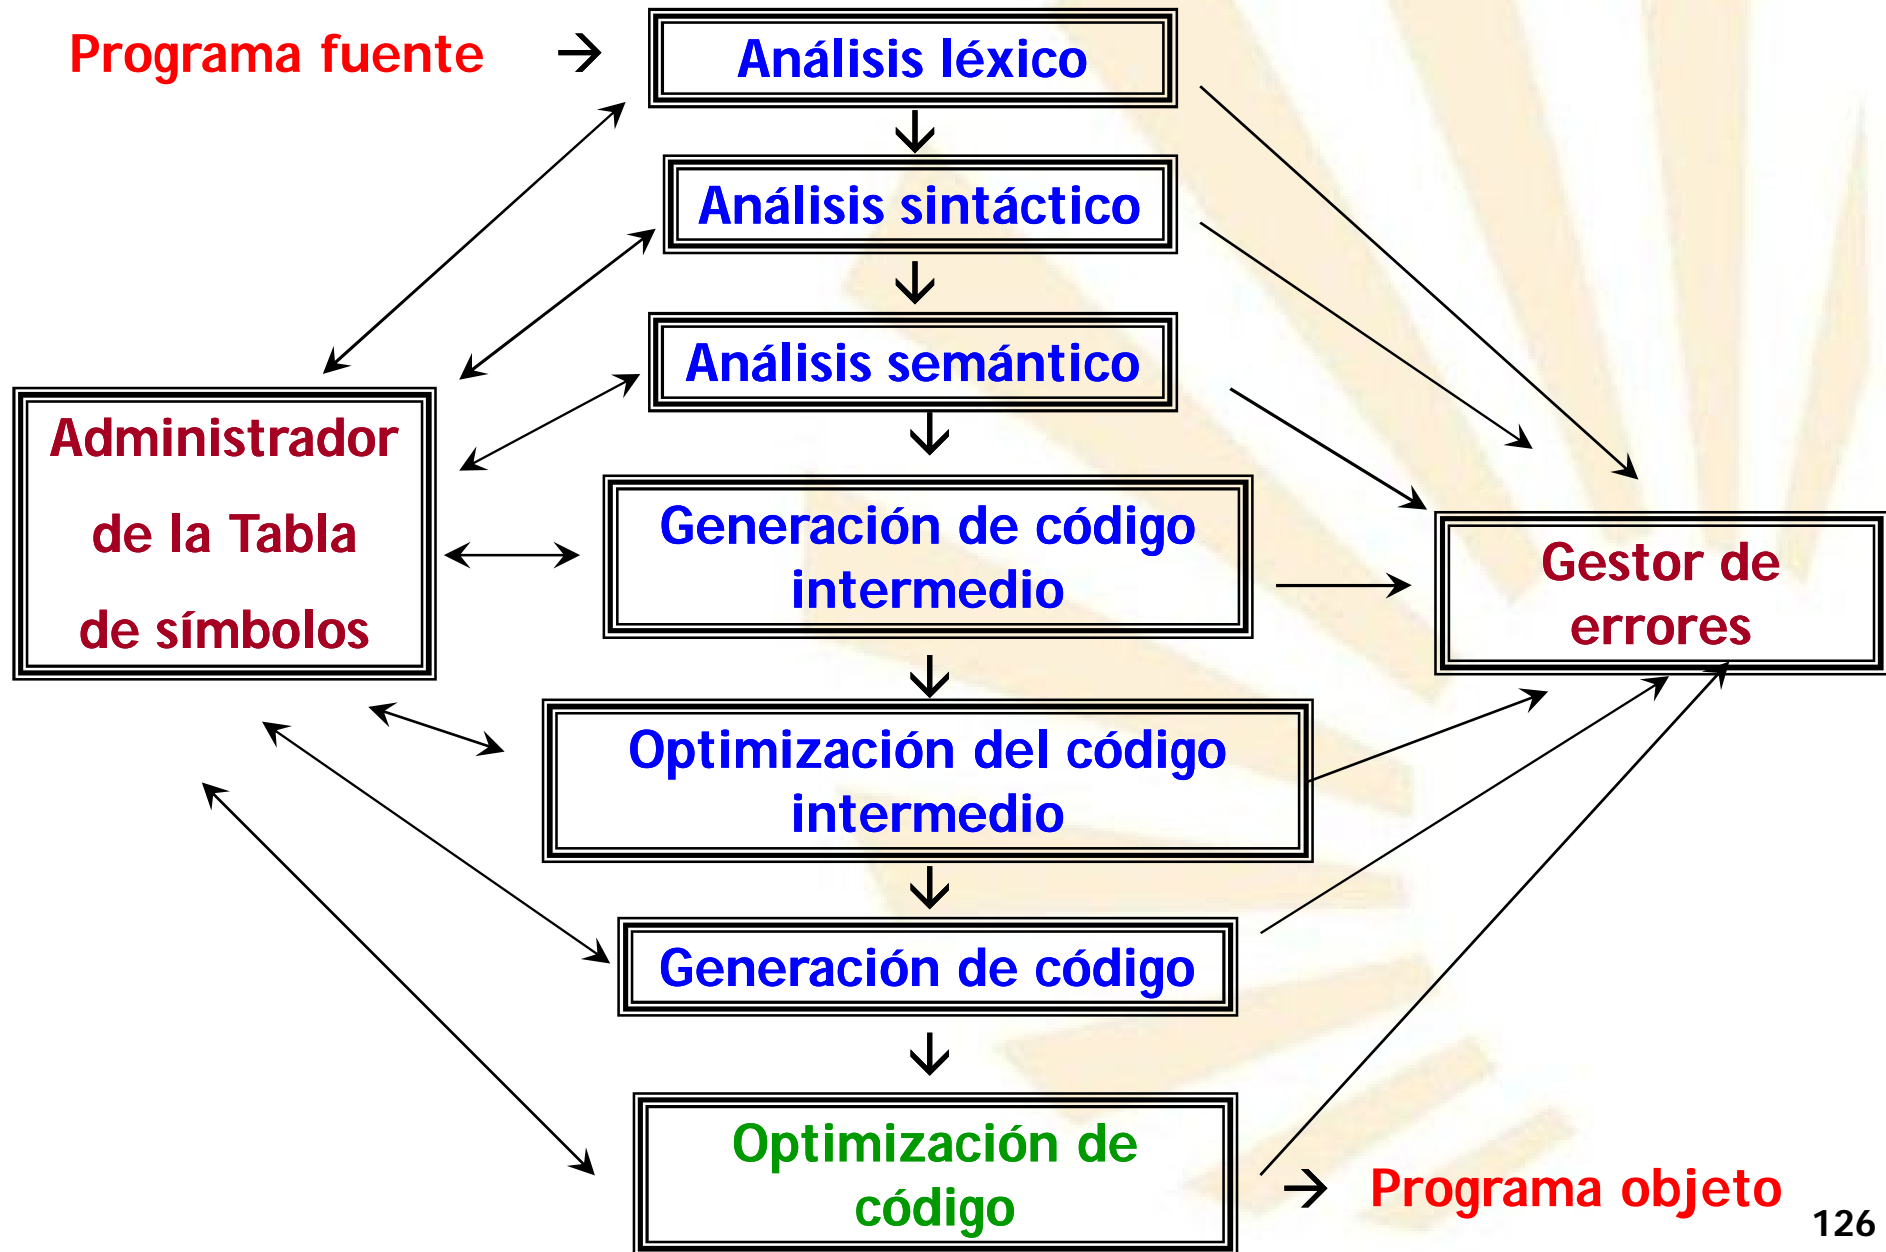 Programa fuente → Análisis léxico
Análisis sintáctico
Análisis semántico
Administrador
de la Tabla
de símbolos
Generación de código
intermedio
Gestor de
errores
Optimización del código
intermedio
Generación de código
Optimización de
código
→ Programa objeto
126